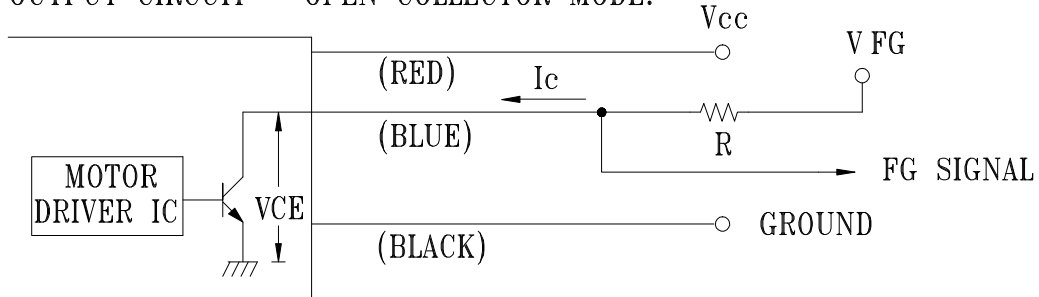 OUTPUT CIRCUIT - OPEN COLLECTOR MODE:
Vcc
V FG
(RED)
Ic
(BLUE)
R
MOTOR
DRIVER IC
VCE
FG SIGNAL
GROUND
(BLACK)